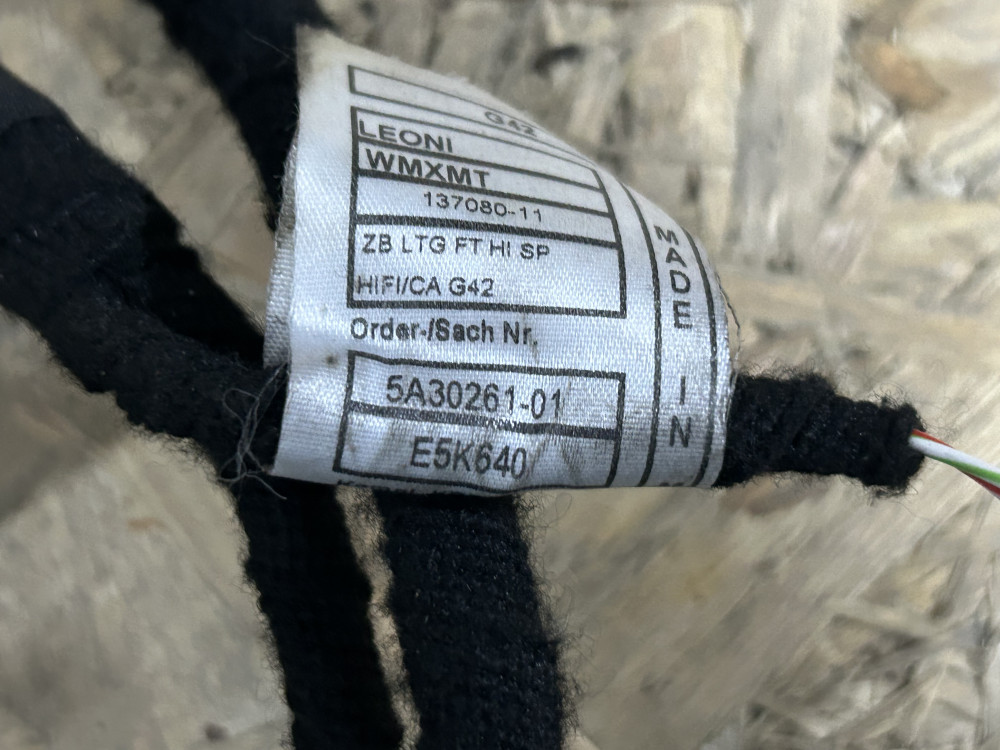 G42
LEONI
WMXMT
137080-11
ZB LTG FT HI SP
HIFI/CA G42
Order-/Sach Nr.
5A30261-01
E5K640
MADE IN